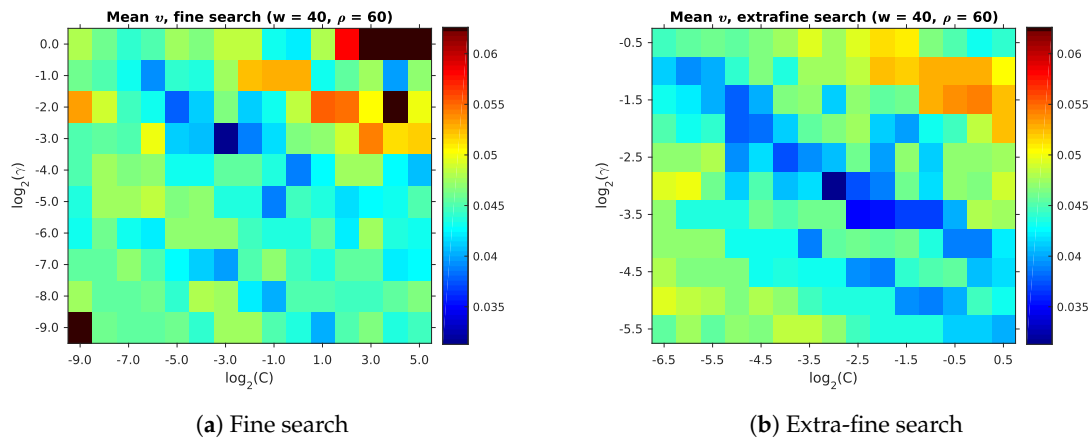 Mean v, fine search (w = 40, ρ = 60)
0.0
-1.0
-2.0
-3.0
-4.0
-5.0
-6.0
-7.0
-8.0
-9.0
log2(γ)
-9.0 -7.0 -5.0 -3.0 -1.0 1.0 3.0 5.0
log2(C)
0.06
0.055
0.05
0.045
0.04
0.035
(a) Fine search
Mean v, extrafine search (w = 40, ρ = 60)
-0.5
-1.5
-2.5
-3.5
-4.5
-5.5
log2(γ)
-6.5 -5.5 -4.5 -3.5 -2.5 -1.5 -0.5 0.5
log2(C)
0.06
0.055
0.05
0.045
0.04
0.035
(b) Extra-fine search